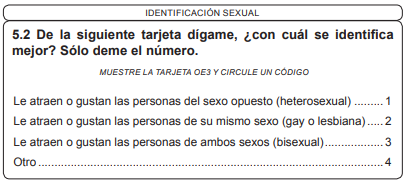 IDENTIFICACIÓN SEXUAL
5.2 De la siguiente tarjeta dígame, ¿con cuál se identifica
mejor? Sólo deme el número.
MUESTRE LA TARJETA OE3 Y CIRCULE UN CÓDIGO
Le atraen o gustan las personas del sexo opuesto (heterosexual) ......... 1
Le atraen o gustan las personas de su mismo sexo (gay o lesbiana) ..... 2
Le atraen o gustan las personas de ambos sexos (bisexual)................. 3
Otro ..................................................................................................... 4